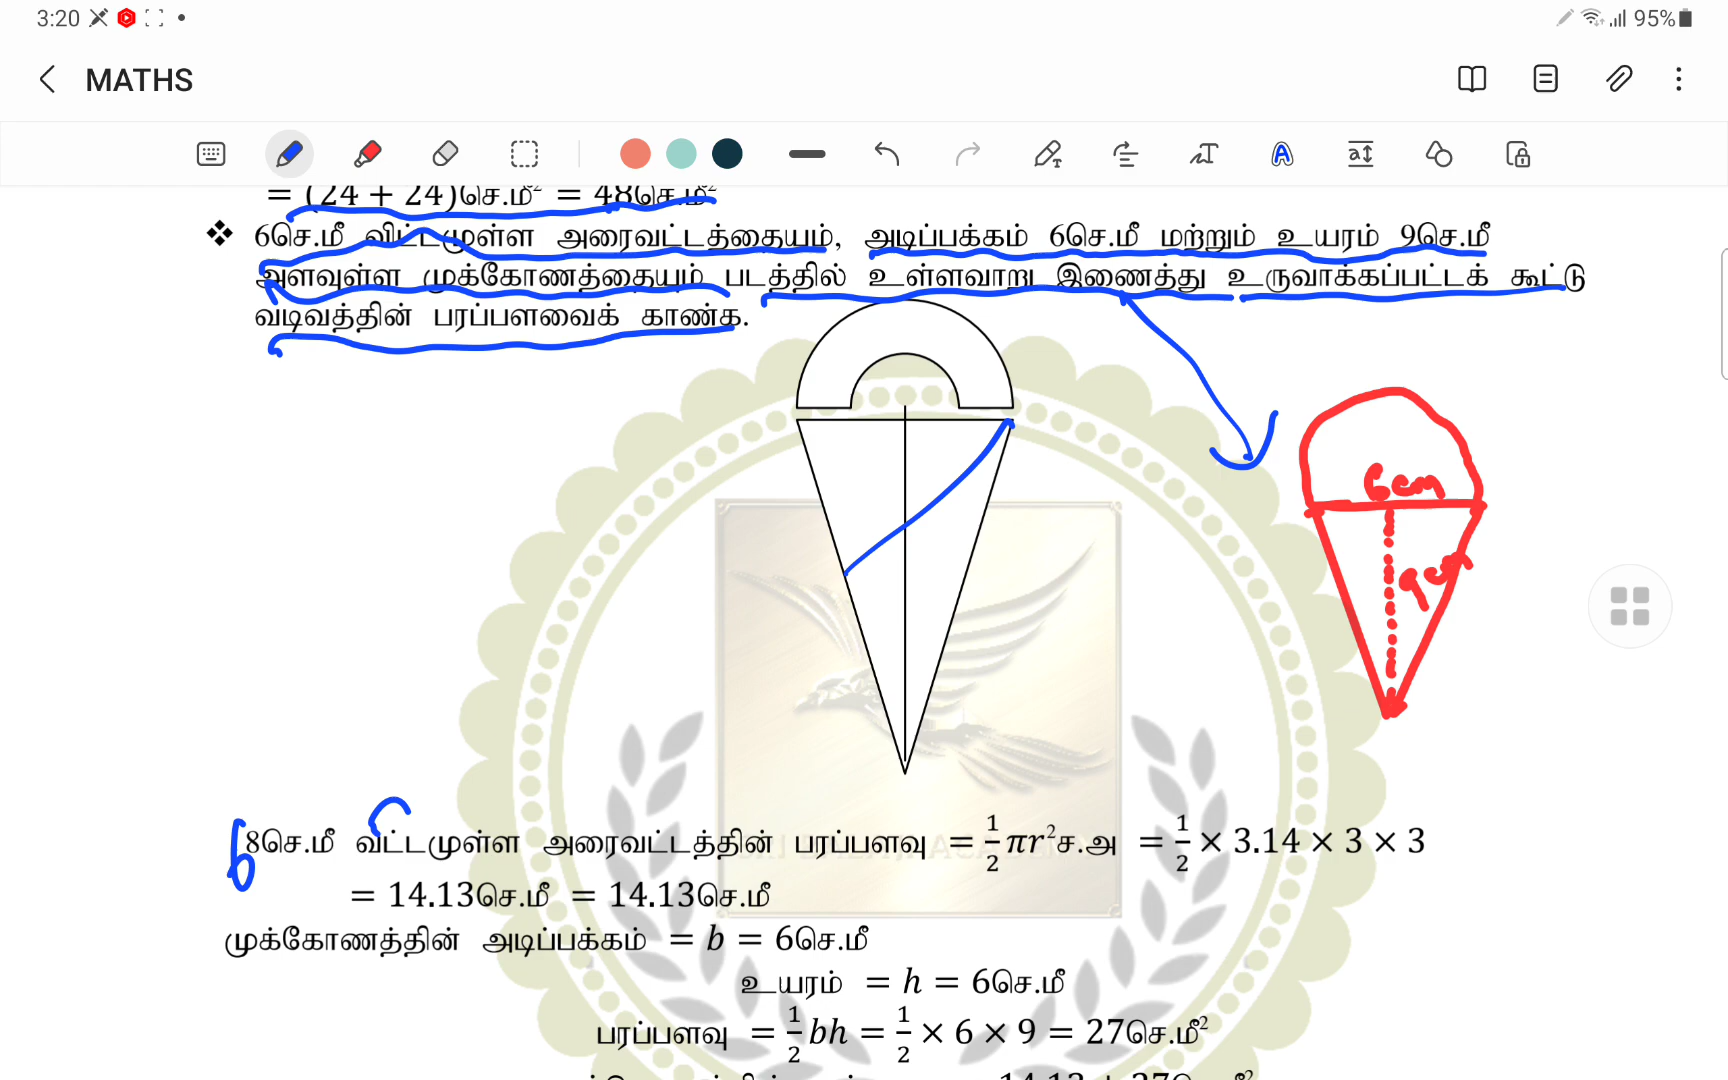 3:20
95%
MATHS
= (24 + 24)செ.மீ² = 48செ.மீ²
❖ 6செ.மீ விட்டமுள்ள அரைவட்டத்தையும், அடிப்பக்கம் 6செ.மீ மற்றும் உயரம் 9செ.மீ
அளவுள்ள முக்கோணத்தையும் படத்தில் உள்ளவாறு இணைத்து உருவாக்கப்பட்டக் கூட்டு
வடிவத்தின் பரப்பளவைக் காண்க.
6cm
9cm
6
8செ.மீ வட்டமுள்ள அரைவட்டத்தின் பரப்பளவு = 1/2 πr²ச.அ = 1/2 × 3.14 × 3 × 3
= 14.13செ.மீ = 14.13செ.மீ
முக்கோணத்தின் அடிப்பக்கம் = b = 6செ.மீ
உயரம் = h = 6செ.மீ
பரப்பளவு = 1/2 bh = 1/2 × 6 × 9 = 27செ.மீ²